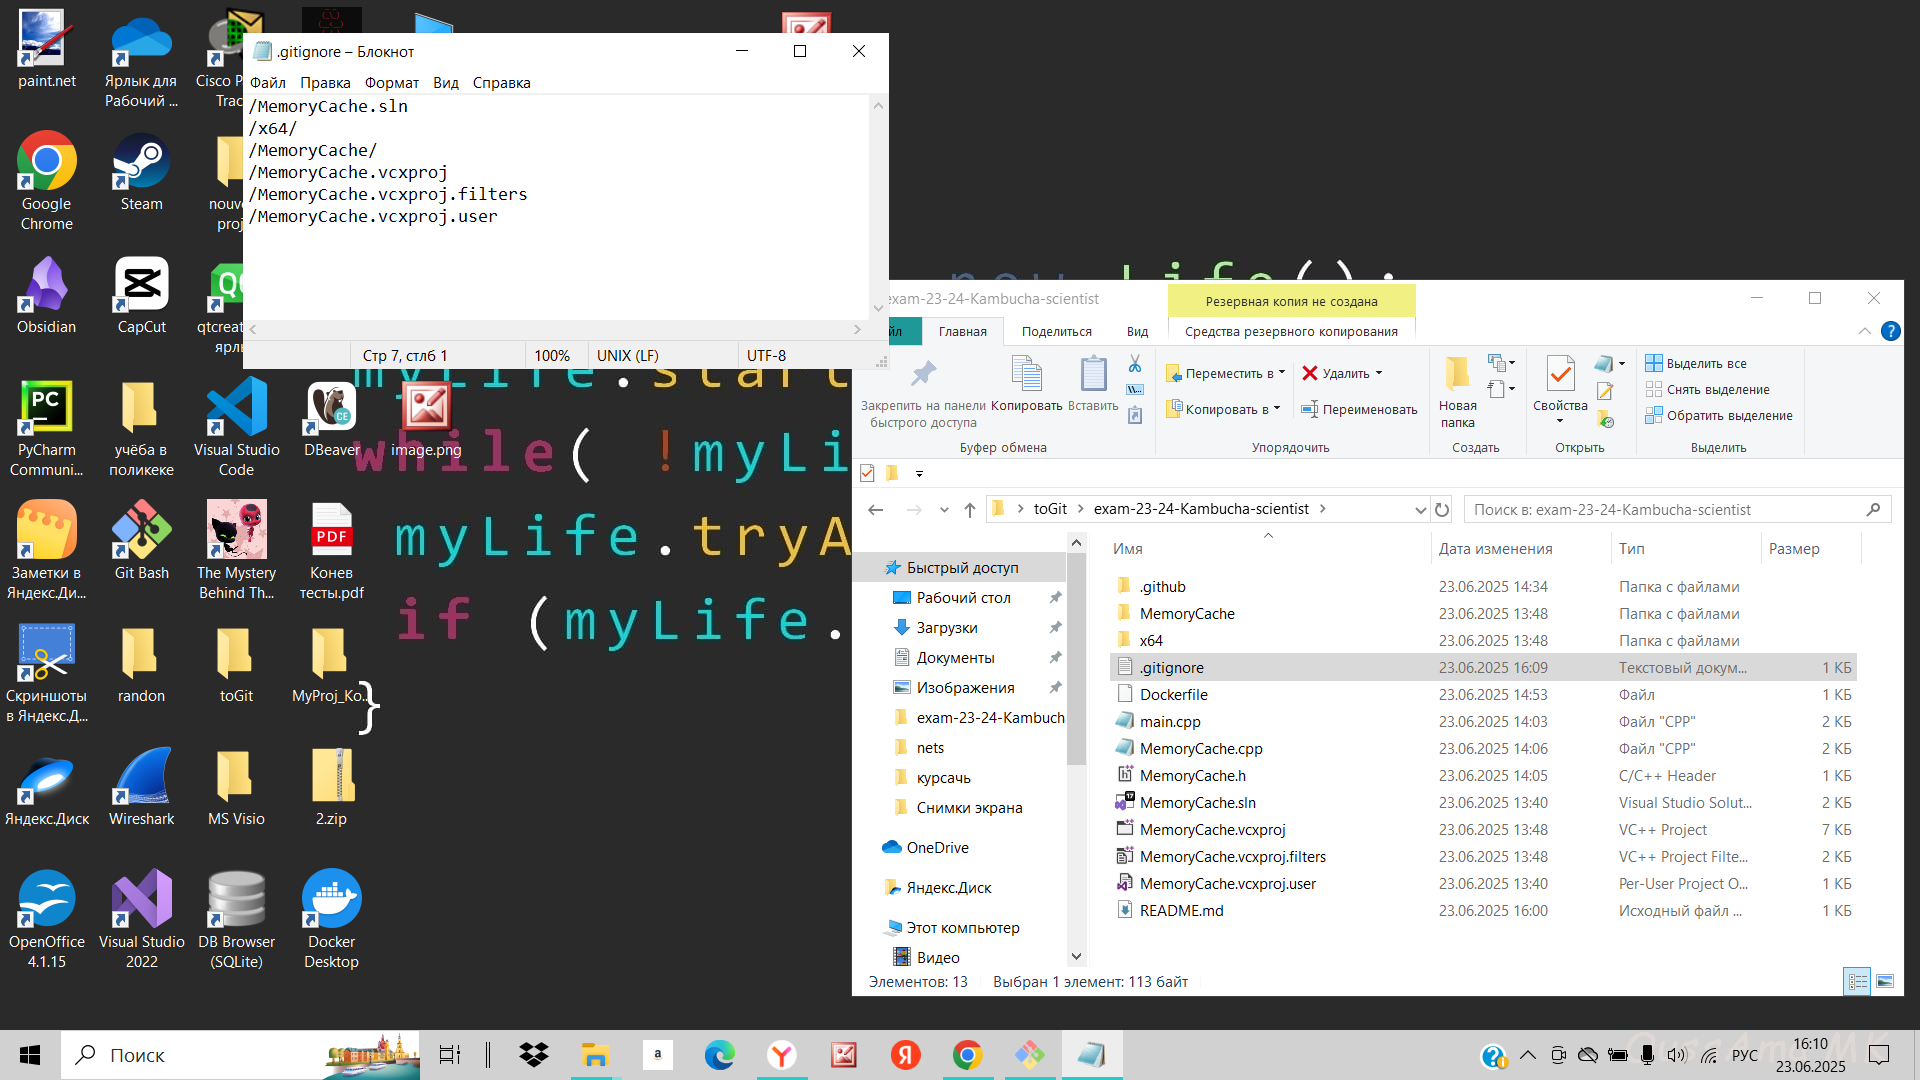 paint.net
Ярлык для
Рабочий ...
Google
Chrome
Steam
Obsidian
CapCut
PyCharm
Communi...
учёба в
поликеке
Visual Studio
Code
DBeaver
image.png
Заметки в
Яндекс.Ди...
Git Bash
The Mystery
Behind Th...
PDF
Конев
тесты.pdf
Скриншоты
в Яндекс.Д...
randon
toGit
MyProj_Ko...
Яндекс.Диск
Wireshark
MS Visio
2.zip
OpenOffice
4.1.15
Visual Studio
2022
DB Browser
(SQLite)
Docker
Desktop
.gitignore – Блокнот
Файл Правка Формат Вид Справка
/MemoryCache.sln
/x64/
/MemoryCache/
/MemoryCache.vcxproj
/MemoryCache.vcxproj.filters
/MemoryCache.vcxproj.user
Стр 7, стлб 1 100% UNIX (LF) UTF-8
while( !myLi
myLife.tryA
if (myLife.
}
exam-23-24-Kambucha-scientist
Резервная копия не создана
Главная Поделиться Вид Средства резервного копирования
Закрепить на панели
быстрого доступа
Копировать
Вставить
Буфер обмена
Переместить в
Копировать в
Удалить
Переименовать
Упорядочить
Новая
папка
Создать
Свойства
Открыть
Выделить все
Снять выделение
Обратить выделение
Выделить
toGit > exam-23-24-Kambucha-scientist >
Поиск в: exam-23-24-Kambucha-scientist
Быстрый доступ
Рабочий стол
Загрузки
Документы
Изображения
exam-23-24-Kambuch
nets
курсачь
Снимки экрана
OneDrive
Яндекс.Диск
Этот компьютер
Видео
Имя Дата изменения Тип Размер
.github 23.06.2025 14:34 Папка с файлами
MemoryCache 23.06.2025 13:48 Папка с файлами
x64 23.06.2025 13:48 Папка с файлами
.gitignore 23.06.2025 16:09 Текстовый докум... 1 КБ
Dockerfile 23.06.2025 14:53 Файл 1 КБ
main.cpp 23.06.2025 14:03 Файл "CPP" 2 КБ
MemoryCache.cpp 23.06.2025 14:06 Файл "CPP" 2 КБ
MemoryCache.h 23.06.2025 14:05 C/C++ Header 1 КБ
MemoryCache.sln 23.06.2025 13:40 Visual Studio Solut... 2 КБ
MemoryCache.vcxproj 23.06.2025 13:48 VC++ Project 7 КБ
MemoryCache.vcxproj.filters 23.06.2025 13:48 VC++ Project Filte... 2 КБ
MemoryCache.vcxproj.user 23.06.2025 13:40 Per-User Project O... 1 КБ
README.md 23.06.2025 16:00 Исходный файл ... 1 КБ
Элементов: 13 Выбран 1 элемент: 113 байт
Поиск
РУС
16:10
23.06.2025